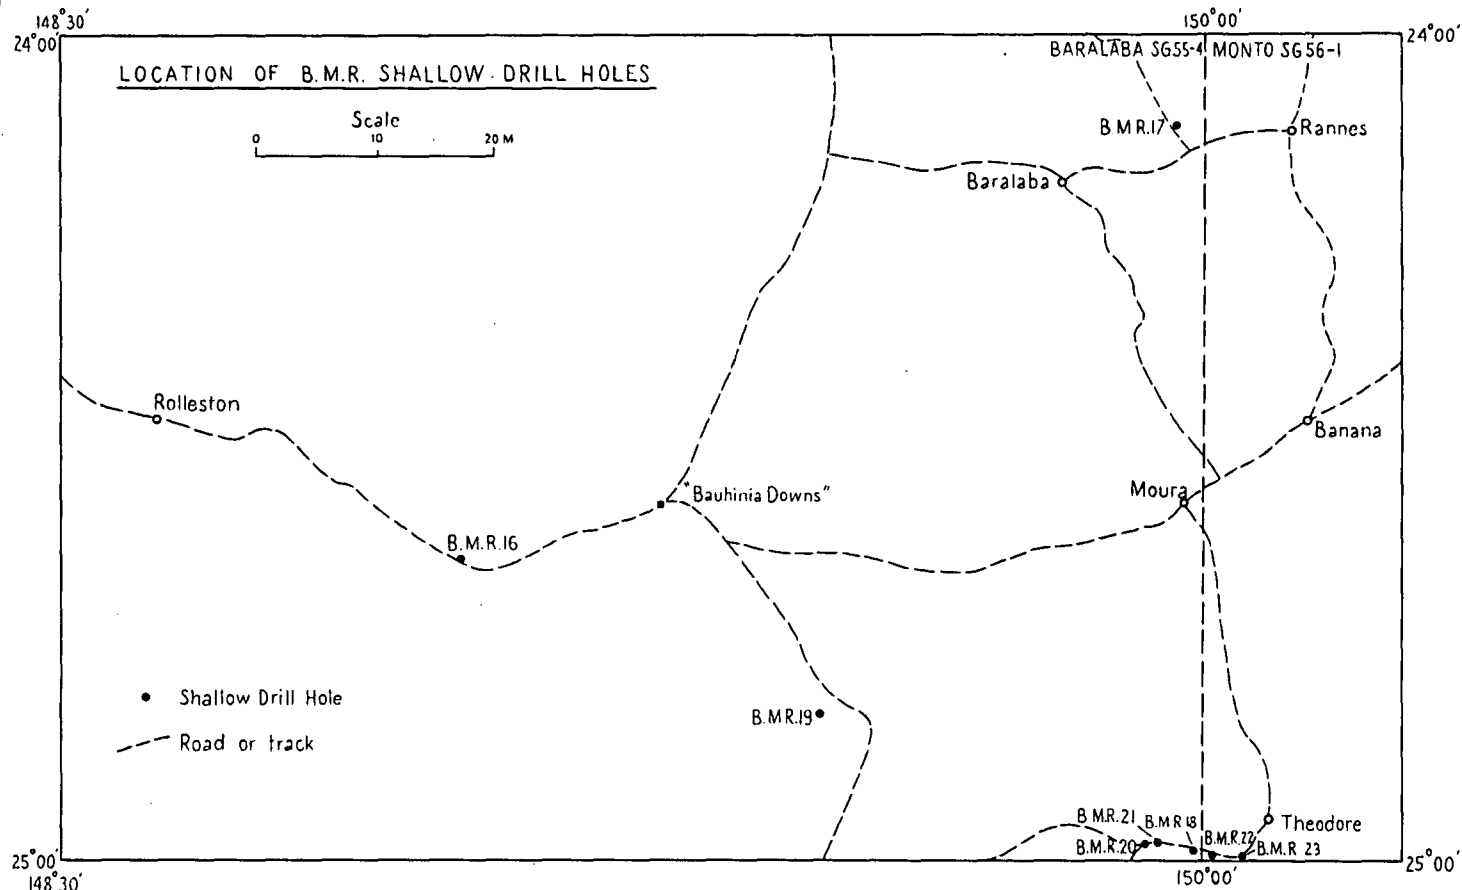 148°30'
150°00'
24°00'
24°00'
BARALABA SG55-4 MONTO SG56-1
LOCATION OF B.M.R. SHALLOW DRILL HOLES
Scale
0 10 20 M
B.M.R.17
Rannes
Baralaba
Rolleston
Banana
"Bauhinia Downs"
Moura
B.M.R.16
Shallow Drill Hole
B.M.R.19
Road or track
B.M.R.21 B.M.R 18
Theodore
B.M.R.20 B.M.R.22 B.M.R 23
25°00'
25°00'
148°30'
150°00'